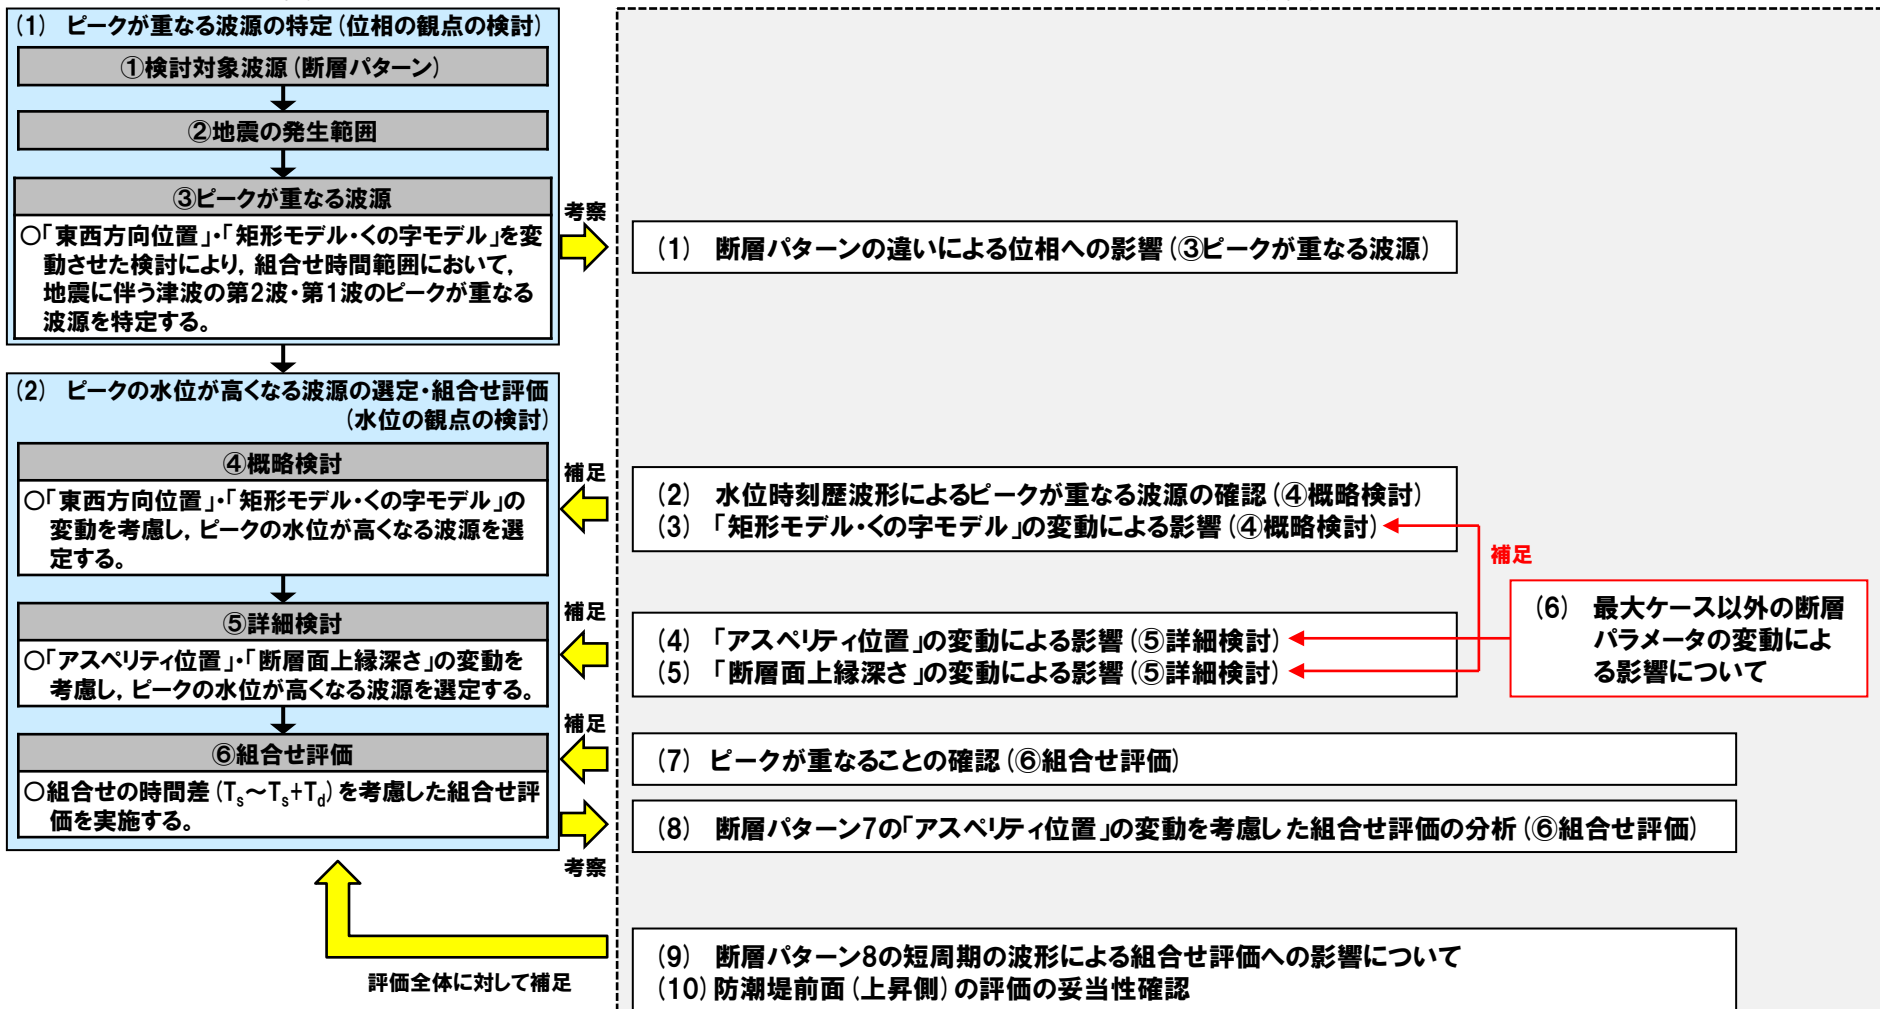 (1) ピークが重なる波源の特定(位相の観点の検討)
①検討対象波源(断層パターン)
②地震の発生範囲
③ピークが重なる波源
○「東西方向位置」・「矩形モデル・くの字モデル」を変
動させた検討により,組合せ時間範囲において,
地震に伴う津波の第2波・第1波のピークが重なる
波源を特定する。
考察
(1) 断層パターンの違いによる位相への影響(③ピークが重なる波源)
(2) ピークの水位が高くなる波源の選定・組合せ評価
(水位の観点の検討)
④概略検討
○「東西方向位置」・「矩形モデル・くの字モデル」の
変動を考慮し,ピークの水位が高くなる波源を選
定する。
補足
(2) 水位時刻歴波形によるピークが重なる波源の確認(④概略検討)
(3) 「矩形モデル・くの字モデル」の変動による影響(④概略検討)
補足
⑤詳細検討
○「アスペリティ位置」・「断層面上縁深さ」の変動を
考慮し,ピークの水位が高くなる波源を選定する。
補足
(4) 「アスペリティ位置」の変動による影響(⑤詳細検討)
(5) 「断層面上縁深さ」の変動による影響(⑤詳細検討)
(6) 最大ケース以外の断層
パラメータの変動によ
る影響について
⑥組合せ評価
○組合せの時間差(Ts～Ts+Td)を考慮した組合せ評
価を実施する。
補足
(7) ピークが重なることの確認(⑥組合せ評価)
(8) 断層パターン7の「アスペリティ位置」の変動を考慮した組合せ評価の分析(⑥組合せ評価)
考察
(9) 断層パターン8の短周期の波形による組合せ評価への影響について
(10) 防潮堤前面(上昇側)の評価の妥当性確認
評価全体に対して補足